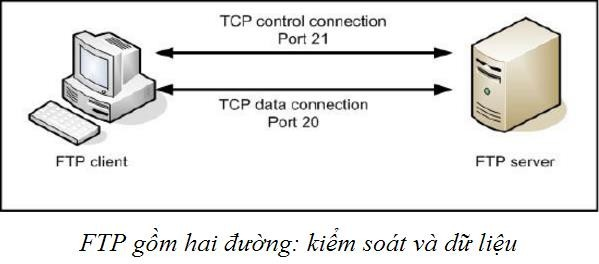 TCP control connection
Port 21
TCP data connection
Port 20
FTP client
FTP server
FTP gồm hai đường: kiểm soát và dữ liệu